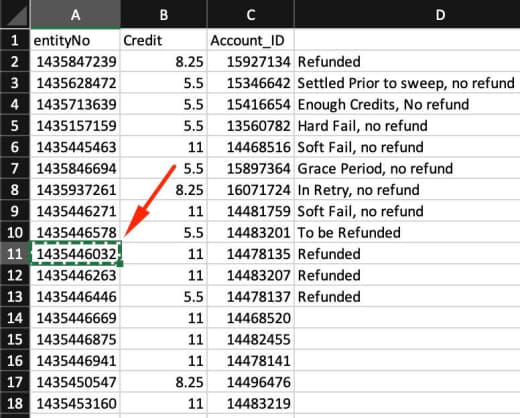 A B C D
1 entityNo Credit Account_ID
2 1435847239 8.25 15927134 Refunded
3 1435628472 5.5 15346642 Settled Prior to sweep, no refund
4 1435713639 5.5 15416654 Enough Credits, No refund
5 1435157159 5.5 13560782 Hard Fail, no refund
6 1435445463 11 14468516 Soft Fail, no refund
7 1435846694 5.5 15897364 Grace Period, no refund
8 1435937261 8.25 16071724 In Retry, no refund
9 1435446271 11 14481759 Soft Fail, no refund
10 1435446578 5.5 14483201 To be Refunded
11 1435446032 11 14478135 Refunded
12 1435446263 11 14483207 Refunded
13 1435446446 5.5 14478137 Refunded
14 1435446669 11 14468520
15 1435446875 11 14482455
16 1435446941 11 14478141
17 1435450547 8.25 14496476
18 1435453160 11 14483219